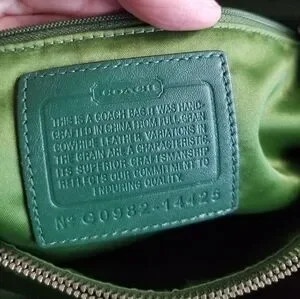 COACH
THIS IS A COACH BAG. IT WAS HAND-
CRAFTED IN CHINA FROM FULL GRAIN
COWHIDE LEATHER. VARIATIONS IN
THE GRAIN ARE A CHARACTERISTIC.
ITS SUPERIOR CRAFTSMANSHIP
REFLECTS OUR COMMITMENT TO
ENDURING QUALITY.
No G0982-14425